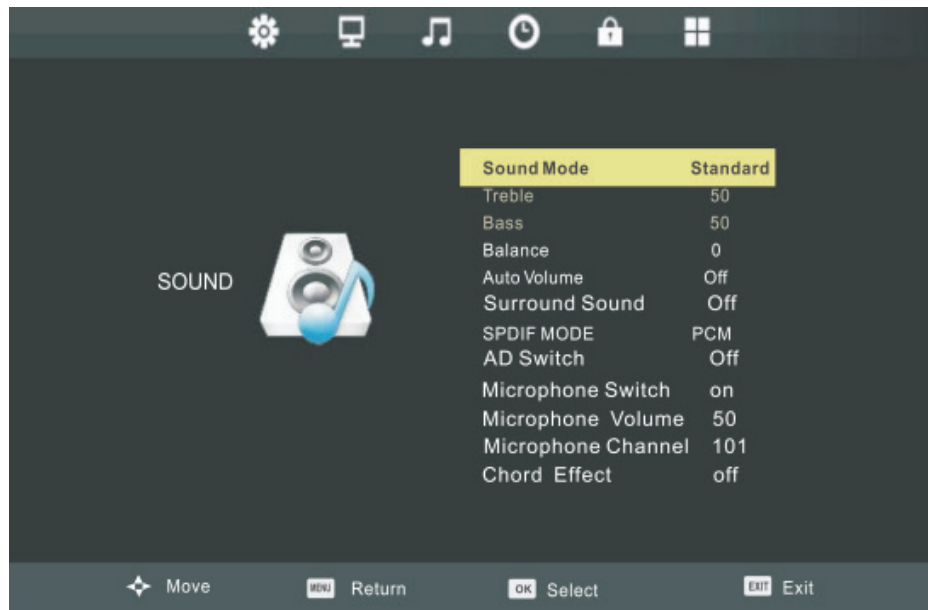 Sound Mode Standard
Treble 50
Bass 50
Balance 0
Auto Volume Off
SOUND
Surround Sound Off
SPDIF MODE PCM
AD Switch Off
Microphone Switch on
Microphone Volume 50
Microphone Channel 101
Chord Effect off
Move MENU Return OK Select EXIT Exit